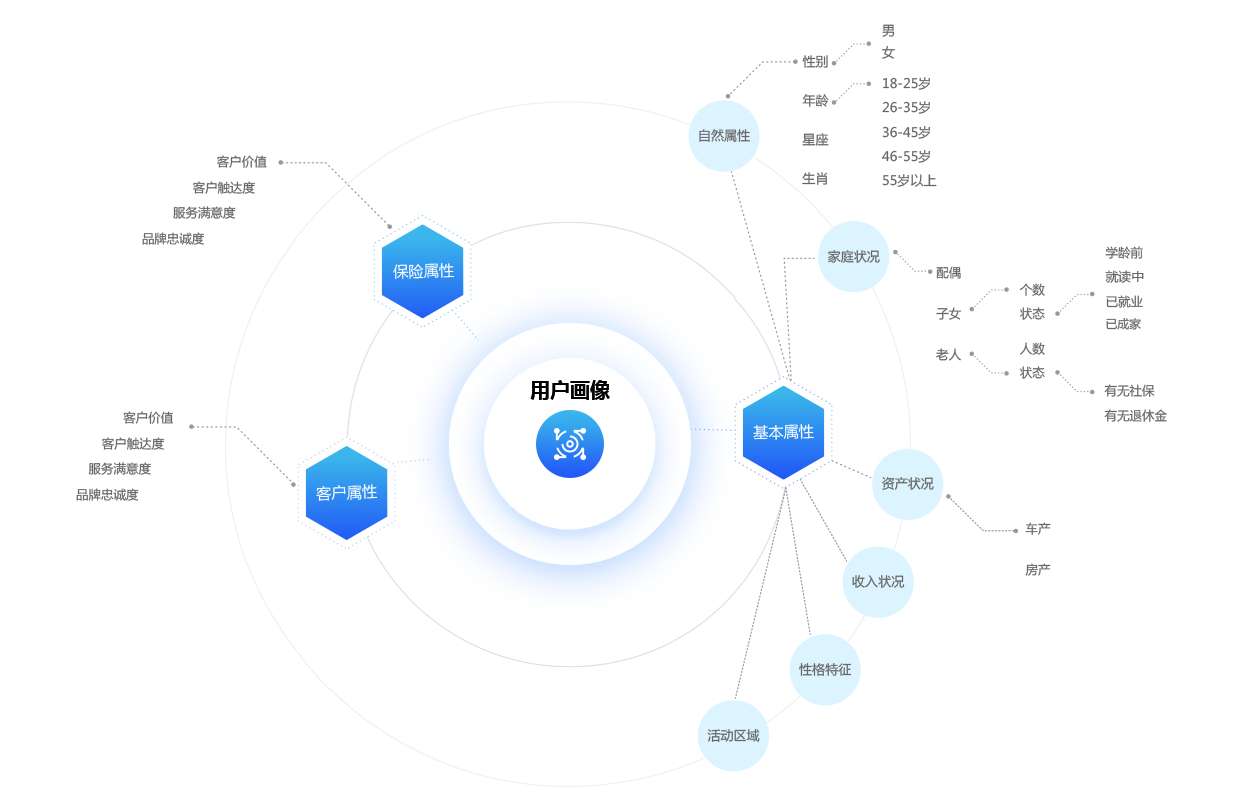 用户画像
保险属性
客户价值
客户触达度
服务满意度
品牌忠诚度
客户属性
客户价值
客户触达度
服务满意度
品牌忠诚度
基本属性
自然属性
性别
男
女
年龄
18-25岁
26-35岁
36-45岁
46-55岁
55岁以上
星座
生肖
家庭状况
配偶
子女
个数
状态
学龄前
就读中
已就业
已成家
老人
人数
状态
有无社保
有无退休金
资产状况
车产
房产
收入状况
性格特征
活动区域